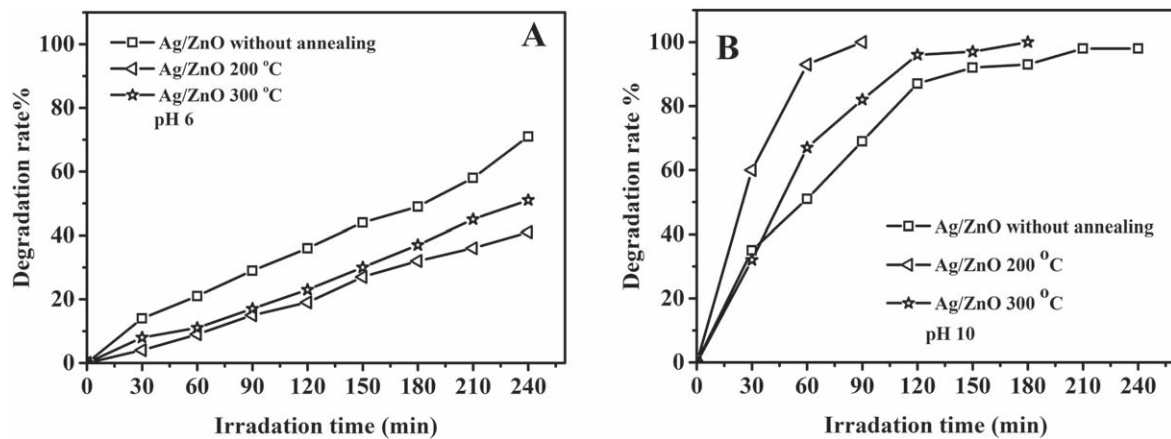 A
Ag/ZnO without annealing
Ag/ZnO 200 °C
Ag/ZnO 300 °C
pH 6
Degradation rate%
100
80
60
40
20
0
0 30 60 90 120 150 180 210 240
Irradation time (min)
B
Degradation rate %
100
80
60
40
20
0
Ag/ZnO without annealing
Ag/ZnO 200 °C
Ag/ZnO 300 °C
pH 10
0 30 60 90 120 150 180 210 240
Irradation time (min)